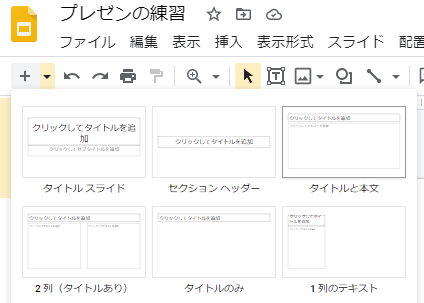 プレゼンの練習
ファイル 編集 表示 挿入 表示形式 スライド 配置
クリックしてタイトルを追
加
クリックしてサブタイトルを追加
クリックしてタイトルを追加
クリックしてタイトルを追加
タイトル スライド
セクション ヘッダー
タイトルと本文
クリックしてタイトルを追加
クリックしてタイトルを追加
クリックしてタイ
トルを追加
2 列（タイトルあり）
タイトルのみ
1 列のテキスト